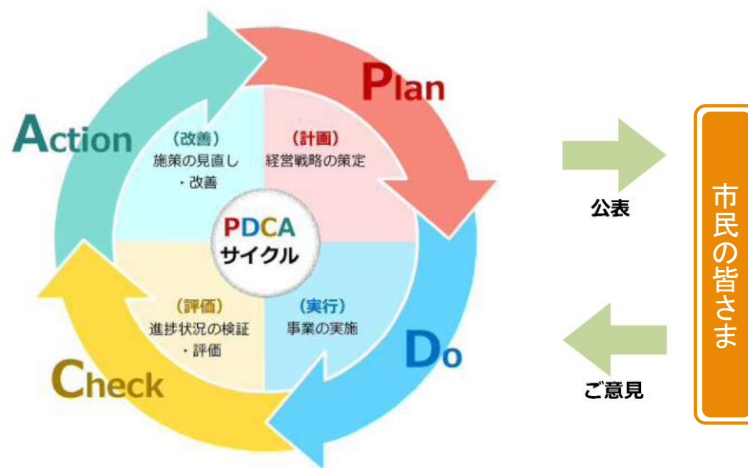 Plan
(計画)
経営戦略の策定
Do
(実行)
事業の実施
Check
(評価)
進捗状況の検証
・評価
Action
(改善)
施策の見直し
・改善
PDCA
サイクル
公表
ご意見
市民の皆さま